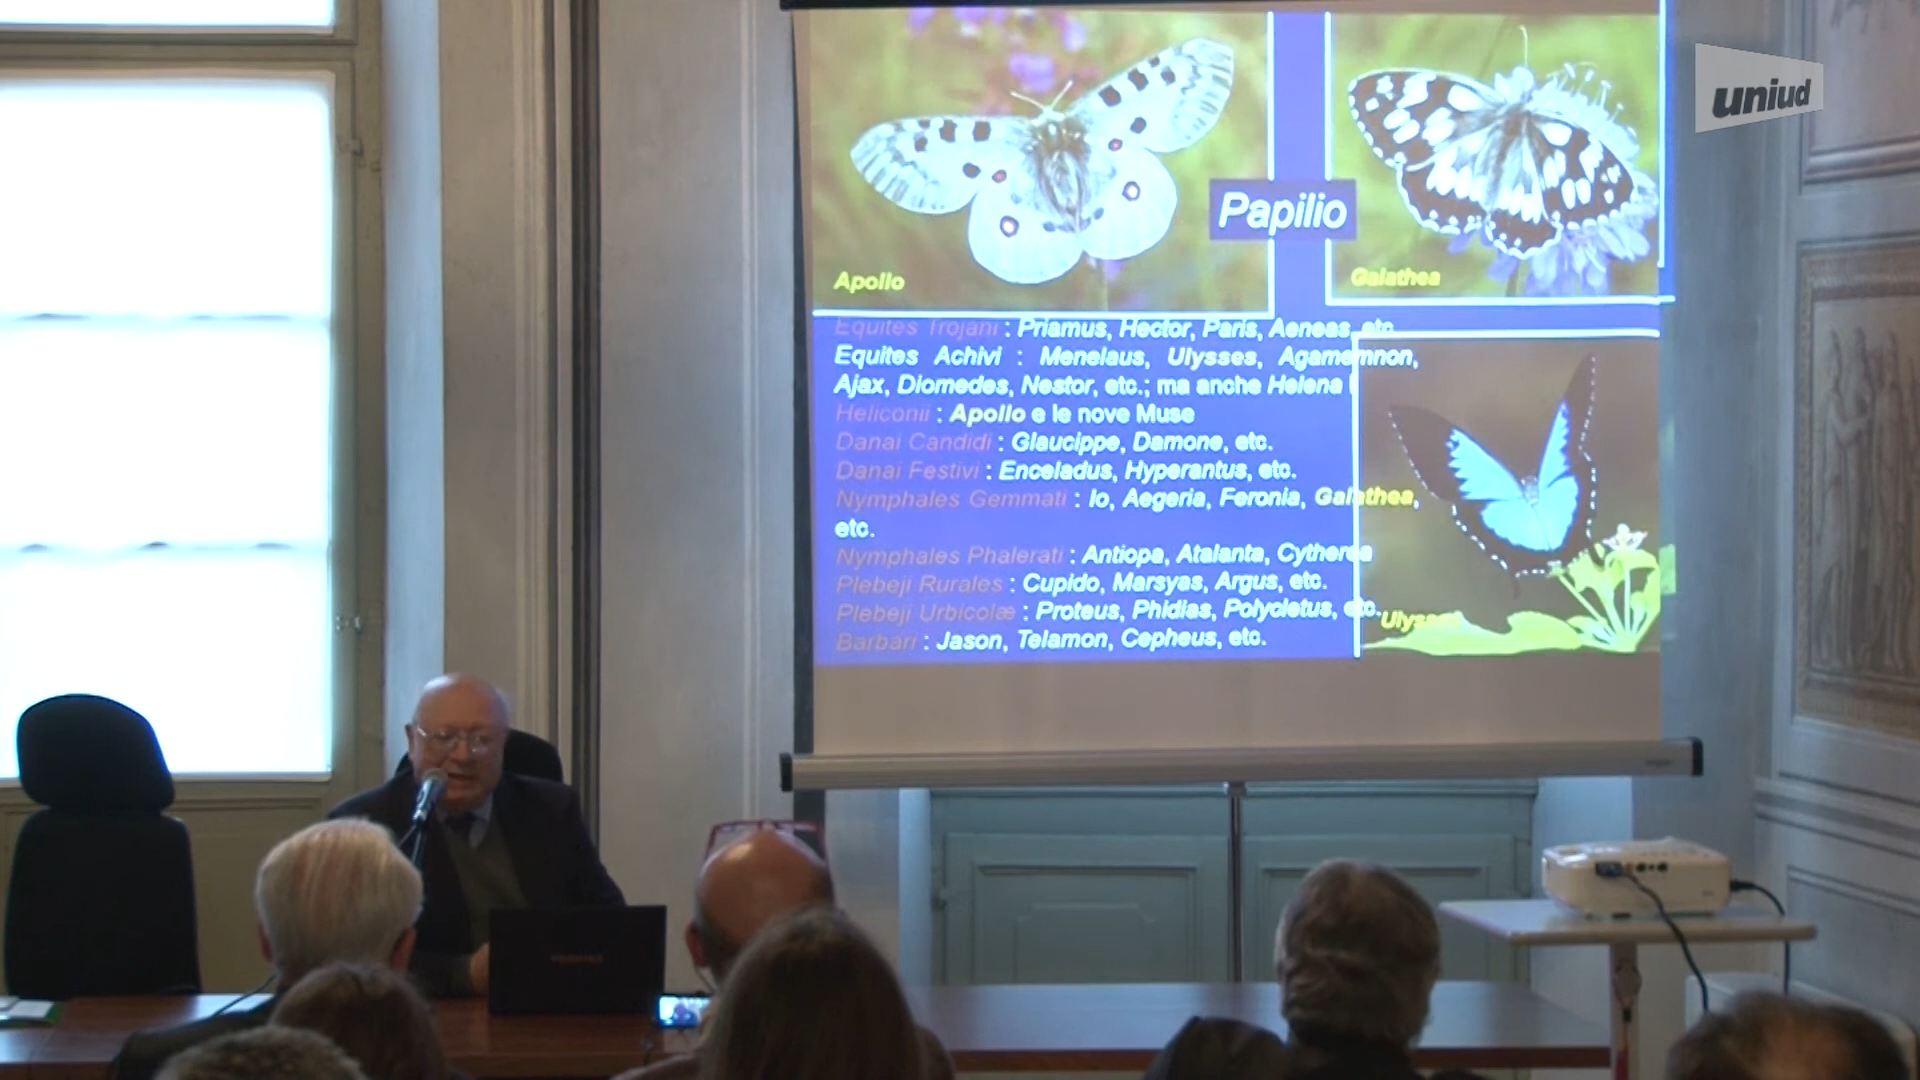 uniud
Papilio
Apollo
Galathea
Equites Trojani : Priamus, Hector, Paris, Aeneas, etc.
Equites Achivi : Menelaus, Ulysses, Agamemnon,
Ajax, Diomedes, Nestor, etc.; ma anche Helena !
Heliconii : Apollo e le nove Muse
Danai Candidi : Glaucippe, Damone, etc.
Danai Festivi : Enceladus, Hyperantus, etc.
Nymphales Gemmati : Io, Aegeria, Feronia, Galathea,
etc.
Nymphales Phalerati : Antiopa, Atalanta, Cytherea
Plebeji Rurales : Cupido, Marsyas, Argus, etc.
Plebeji Urbicolæ : Proteus, Phidias, Polycletus, etc.
Barbari : Jason, Telamon, Cepheus, etc.
Ulysses